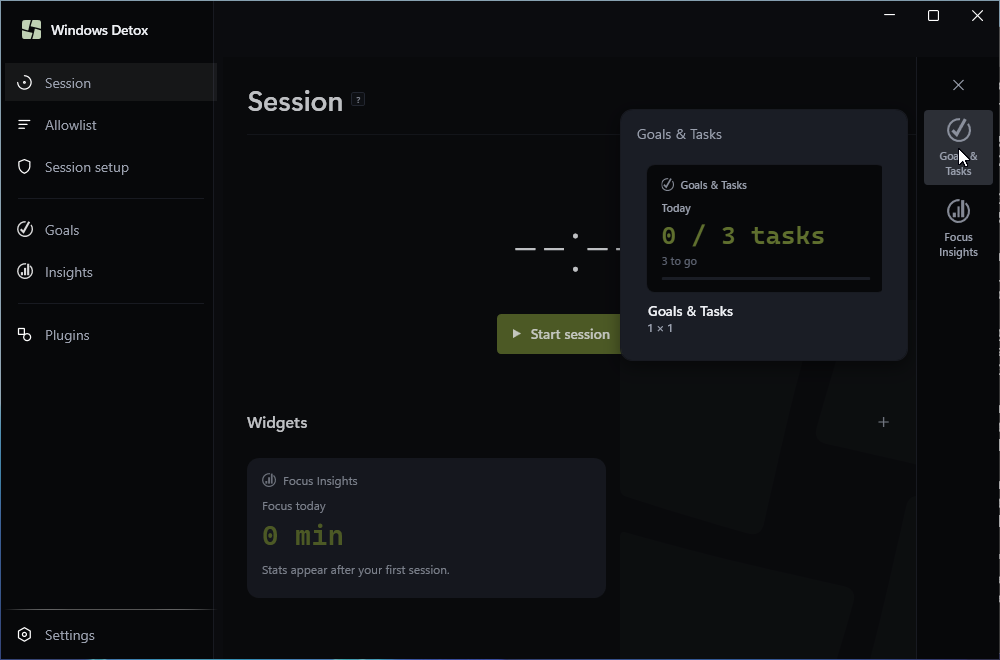 Windows Detox
Session
Allowlist
Session setup
Goals
Insights
Plugins
Settings
Session ?
Start session
Widgets
Focus Insights
Focus today
0 min
Stats appear after your first session.
Goals & Tasks
Goals & Tasks
Today
0 / 3 tasks
3 to go
Goals & Tasks
1 × 1
Goals &
Tasks
Focus
Insights